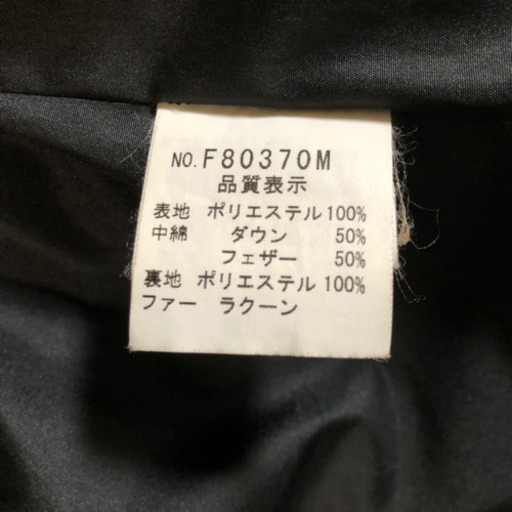 NO.F80370M
品質表示
表地 ポリエステル100%
中綿 ダウン 50%
フェザー 50%
裏地 ポリエステル100%
ファー ラクーン